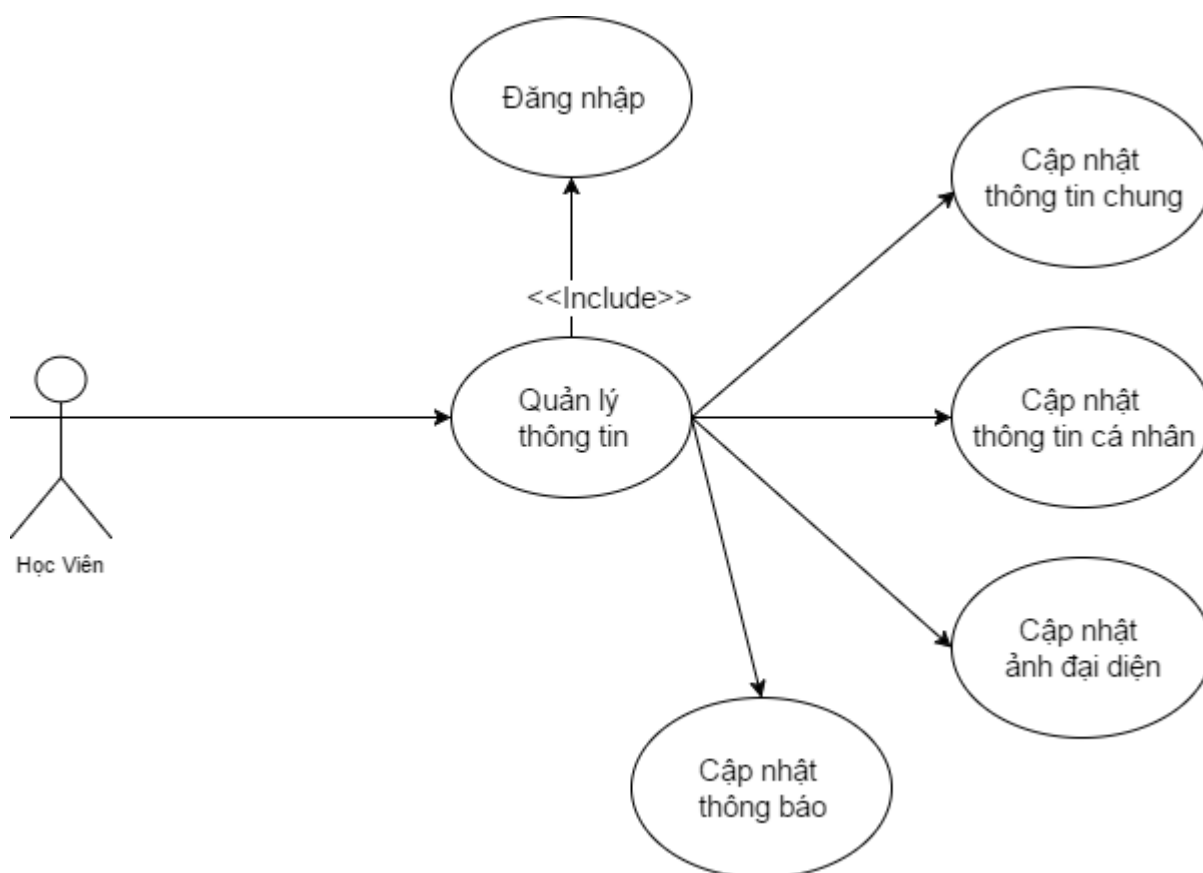 Đăng nhập
Cập nhật
thông tin chung
<<Include>>
Quản lý
thông tin
Cập nhật
thông tin cá nhân
Học Viên
Cập nhật
ảnh đại diện
Cập nhật
thông báo